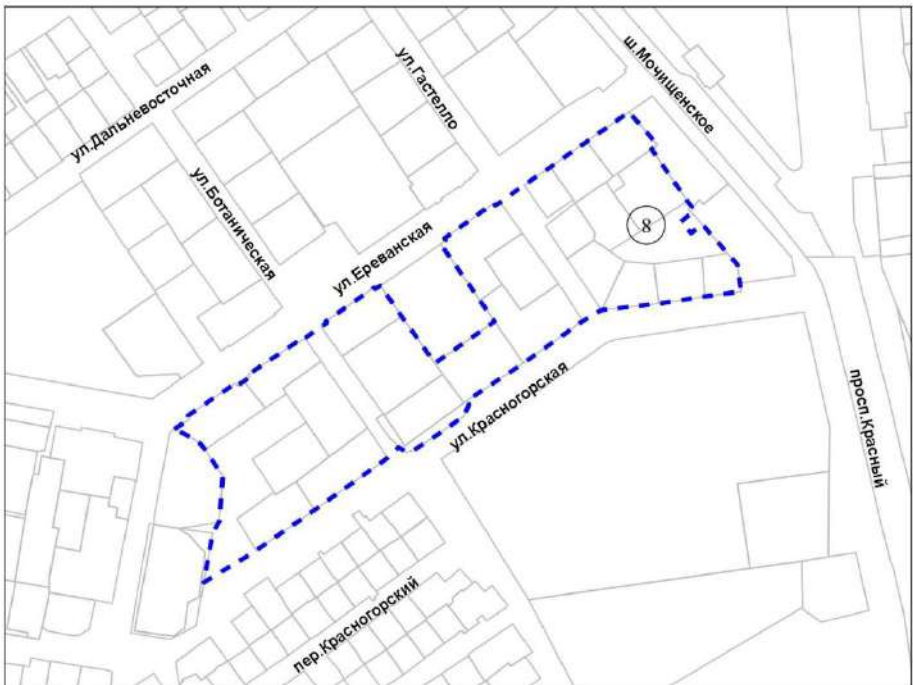 ш.Мочищенское
ул.Гастелло
ул.Дальневосточная
ул.Ботаническая
8
ул.Ереванская
ул.Красногорская
просп.Красный
пер.Красногорский